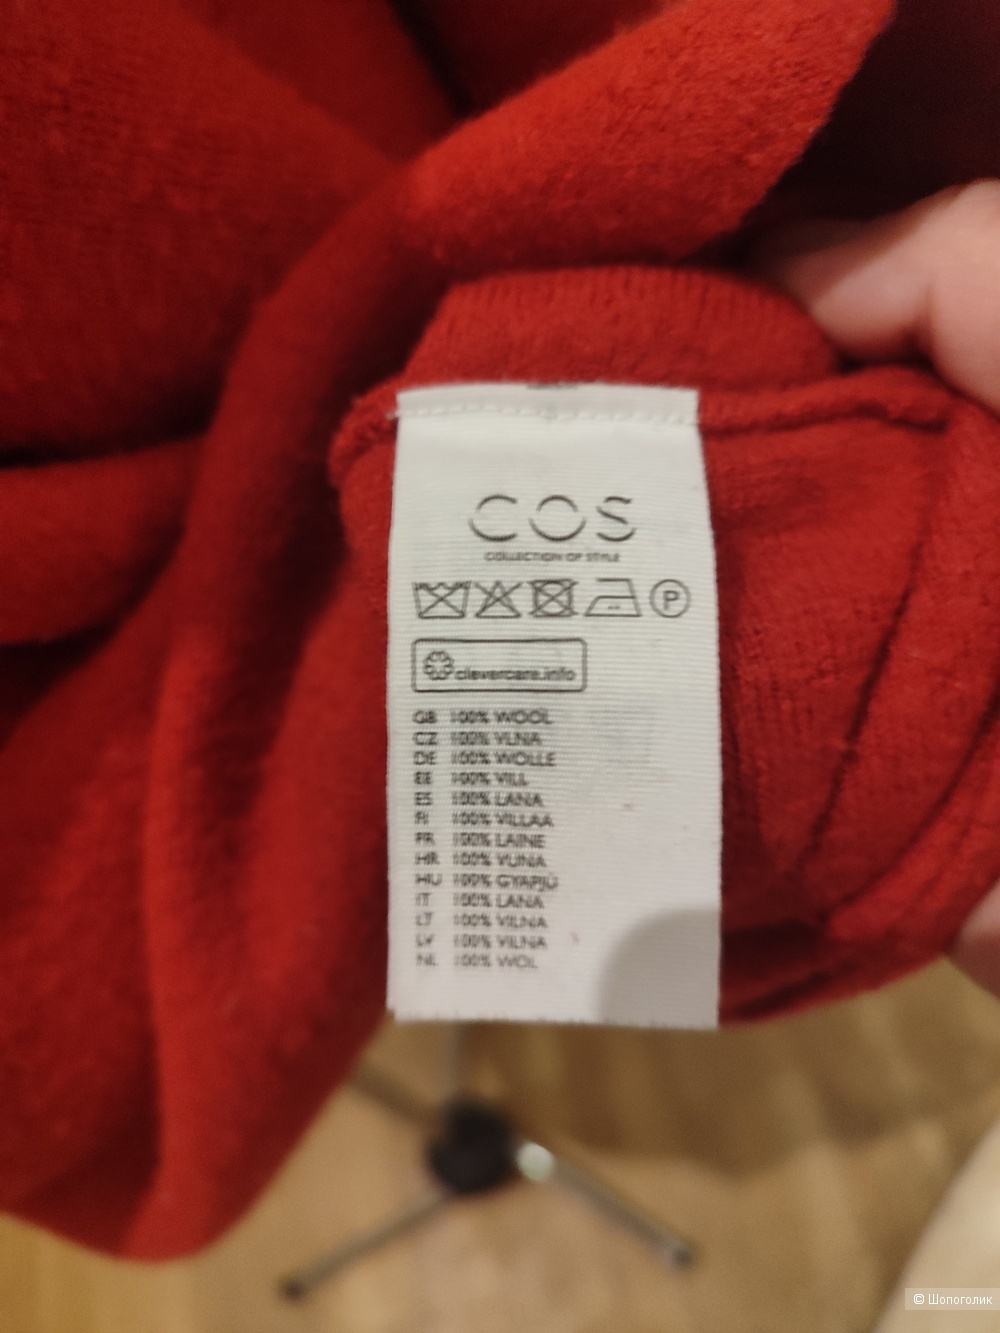 COS
COLLECTION OF STYLE
P
clevercare.info
GB 100% WOOL
CZ 100% VLNA
DE 100% WOLLE
EE 100% VILL
ES 100% LANA
FI 100% VILLAA
FR 100% LAINE
HR 100% VUNA
HU 100% GYAPJÚ
IT 100% LANA
LT 100% VILNA
LV 100% VILNA
NL 100% WOL
© Шопоголик